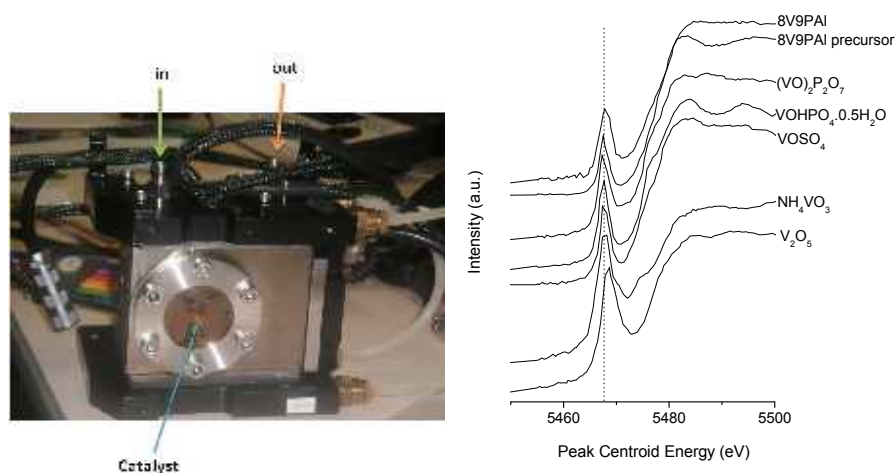 in
out
Catalyst
Intensity (a.u.)
8V9PAl
8V9PAl precursor
(VO)₂P₂O₇
VOHPO₄.0.5H₂O
VOSO₄
NH₄VO₃
V₂O₅
5460
5480
5500
Peak Centroid Energy (eV)